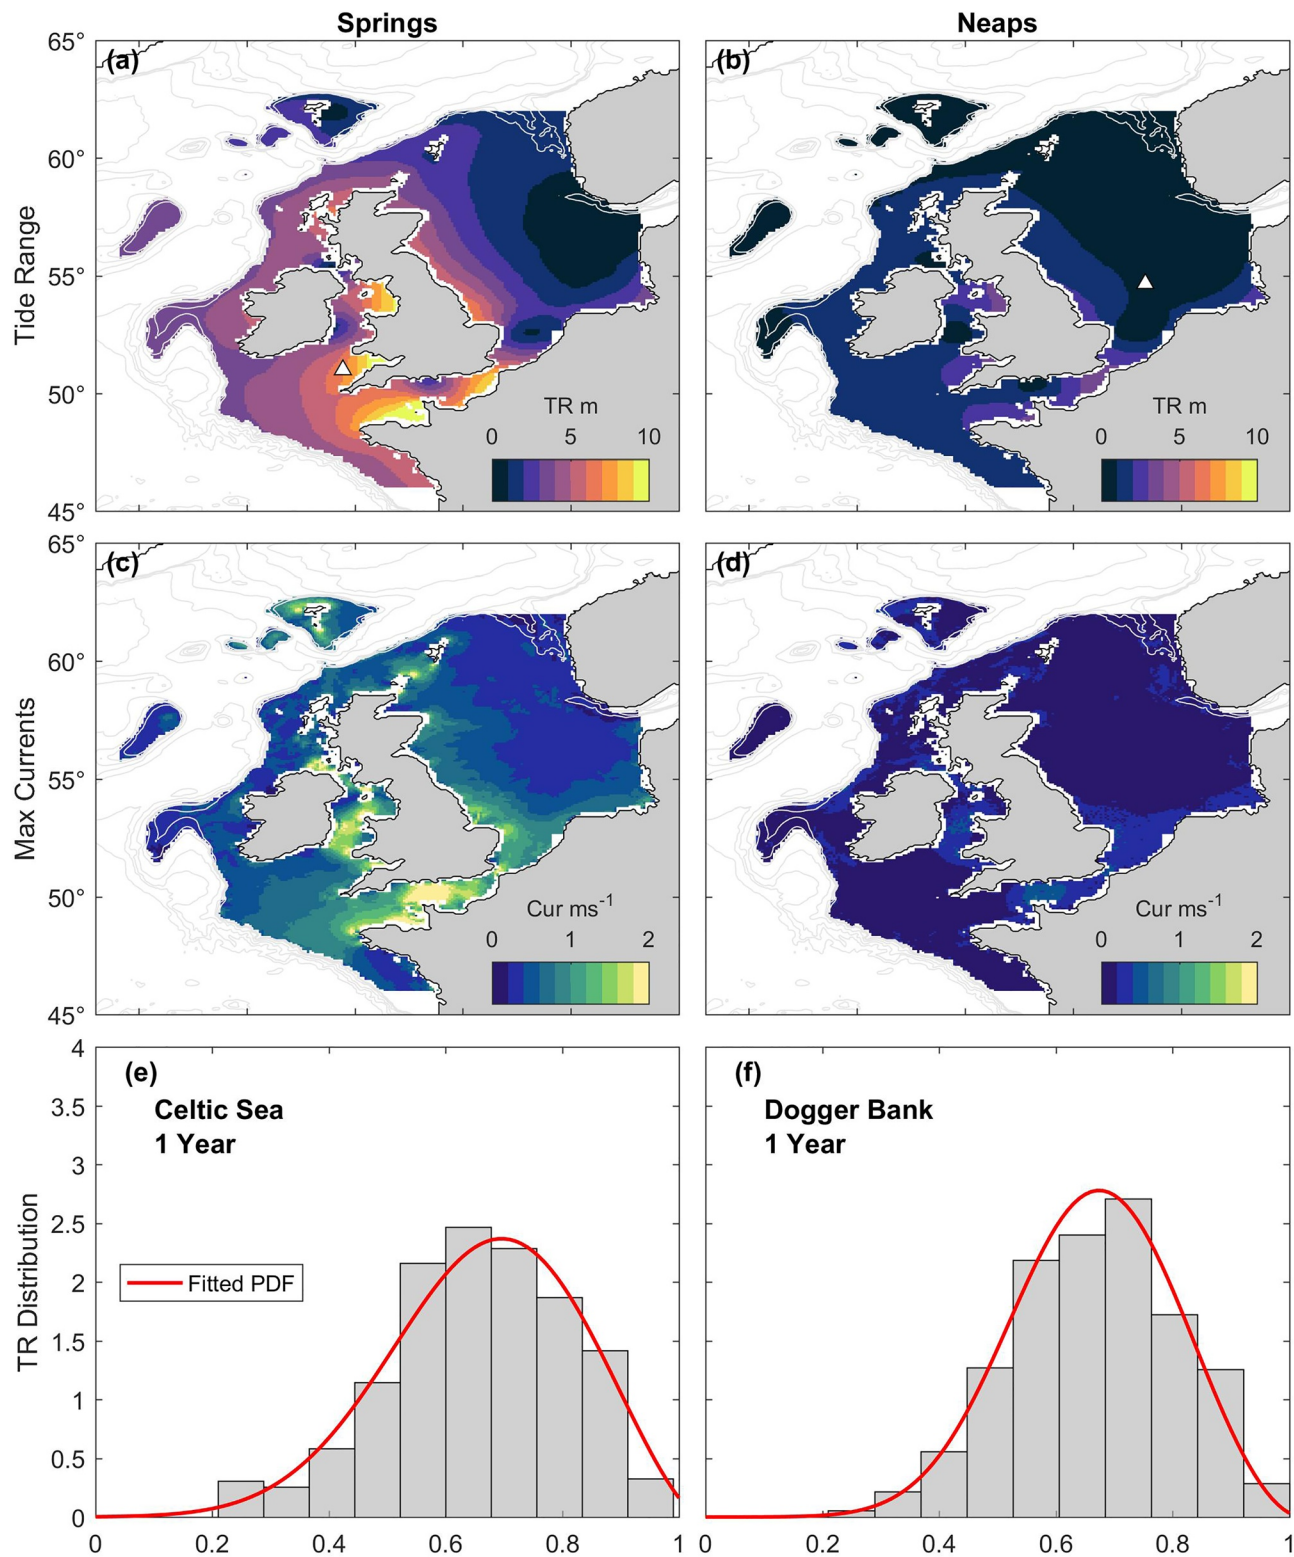 Springs
Neaps
(a)
(b)
65°
60°
55°
50°
45°
Tide Range
TR m
0 5 10
TR m
0 5 10
(c)
(d)
65°
60°
55°
50°
45°
Max Currents
Cur ms-1
0 1 2
Cur ms-1
0 1 2
(e)
Celtic Sea
1 Year
Fitted PDF
TR Distribution
4
3.5
3
2.5
2
1.5
1
0.5
0
0 0.2 0.4 0.6 0.8 1
(f)
Dogger Bank
1 Year
0 0.2 0.4 0.6 0.8 1